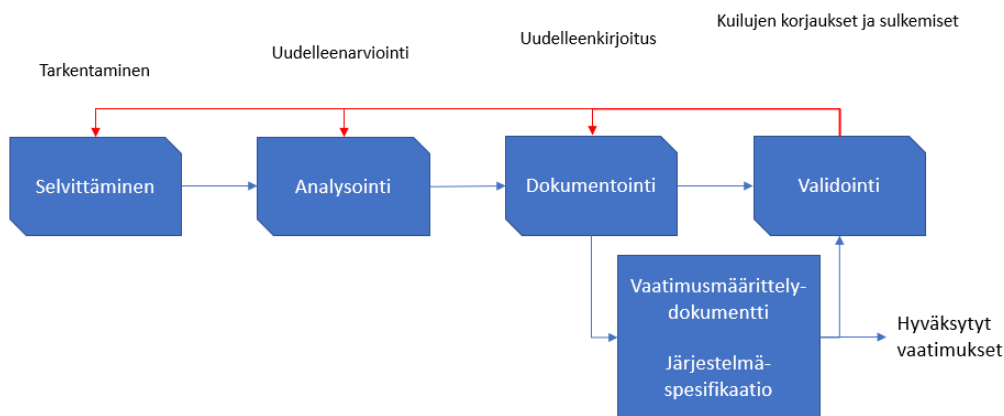 Kuilujen korjaukset ja sulkemiset
Uudelleenarviointi
Uudelleenkirjoitus
Tarkentaminen
Selvittäminen
Analysointi
Dokumentointi
Validointi
Vaatimusmäärittely-
dokumentti
Järjestelmä-
spesifikaatio
Hyväksytyt
vaatimukset